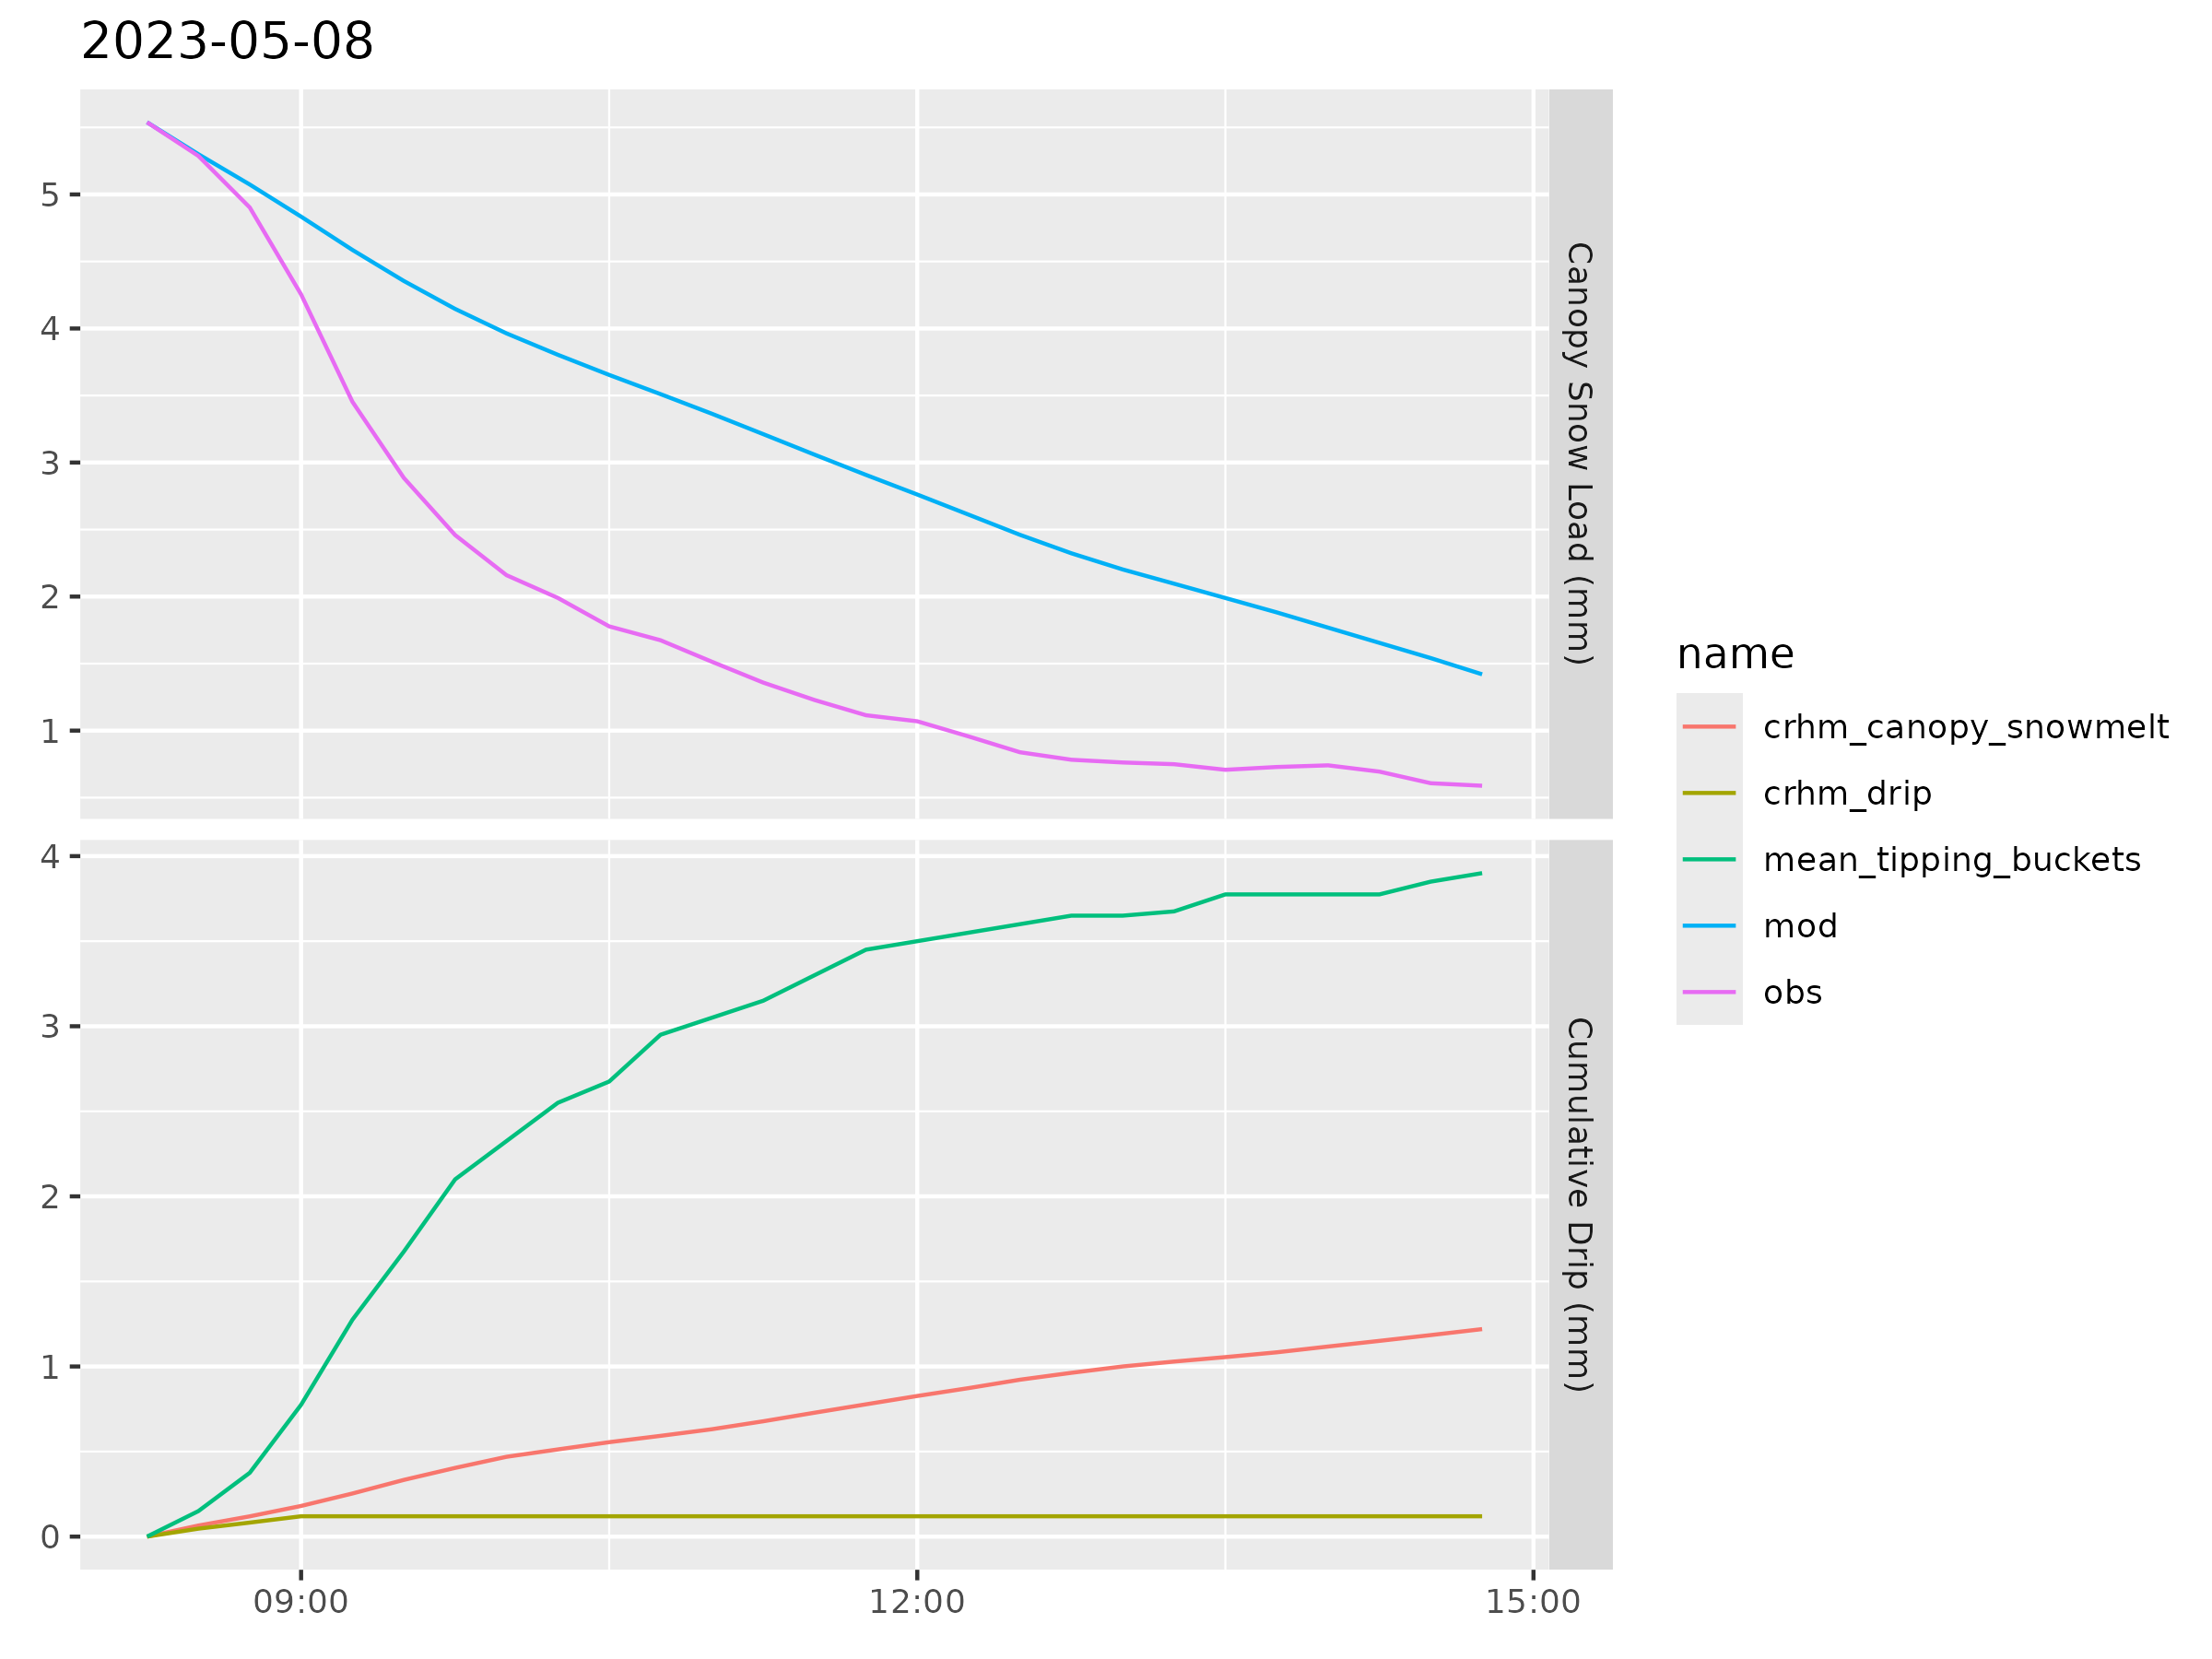 2023-05-08
5
4
3
2
1
Canopy Snow Load (mm)
4
3
2
1
0
Cumulative Drip (mm)
09:00
12:00
15:00
name
crhm_canopy_snowmelt
crhm_drip
mean_tipping_buckets
mod
obs